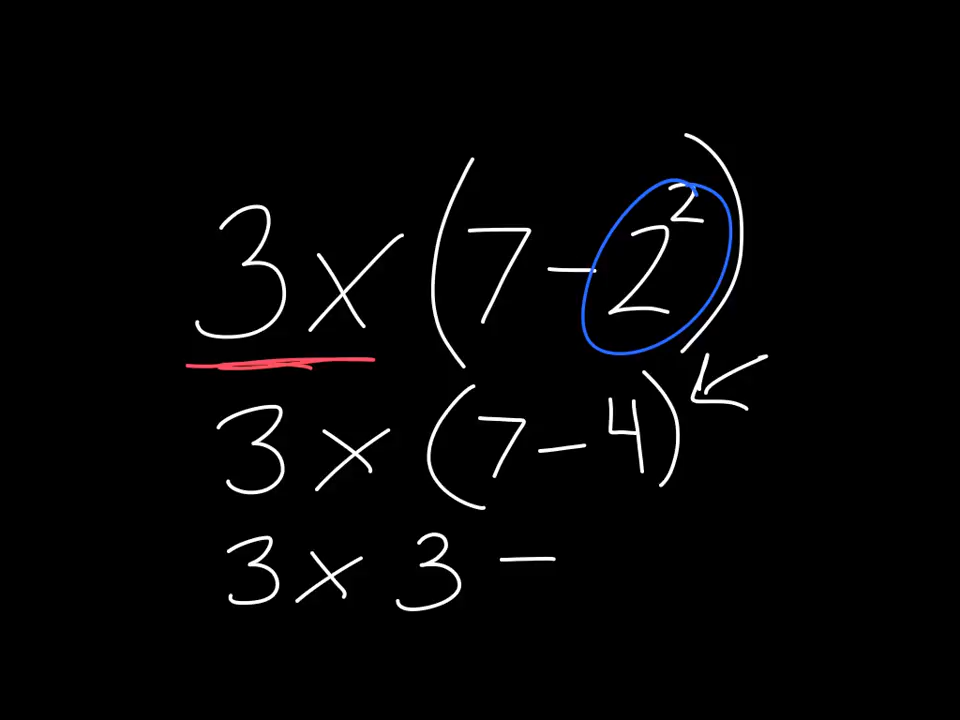 3 x (7 - 2²)
3 x (7 - 4)
3 x 3 -